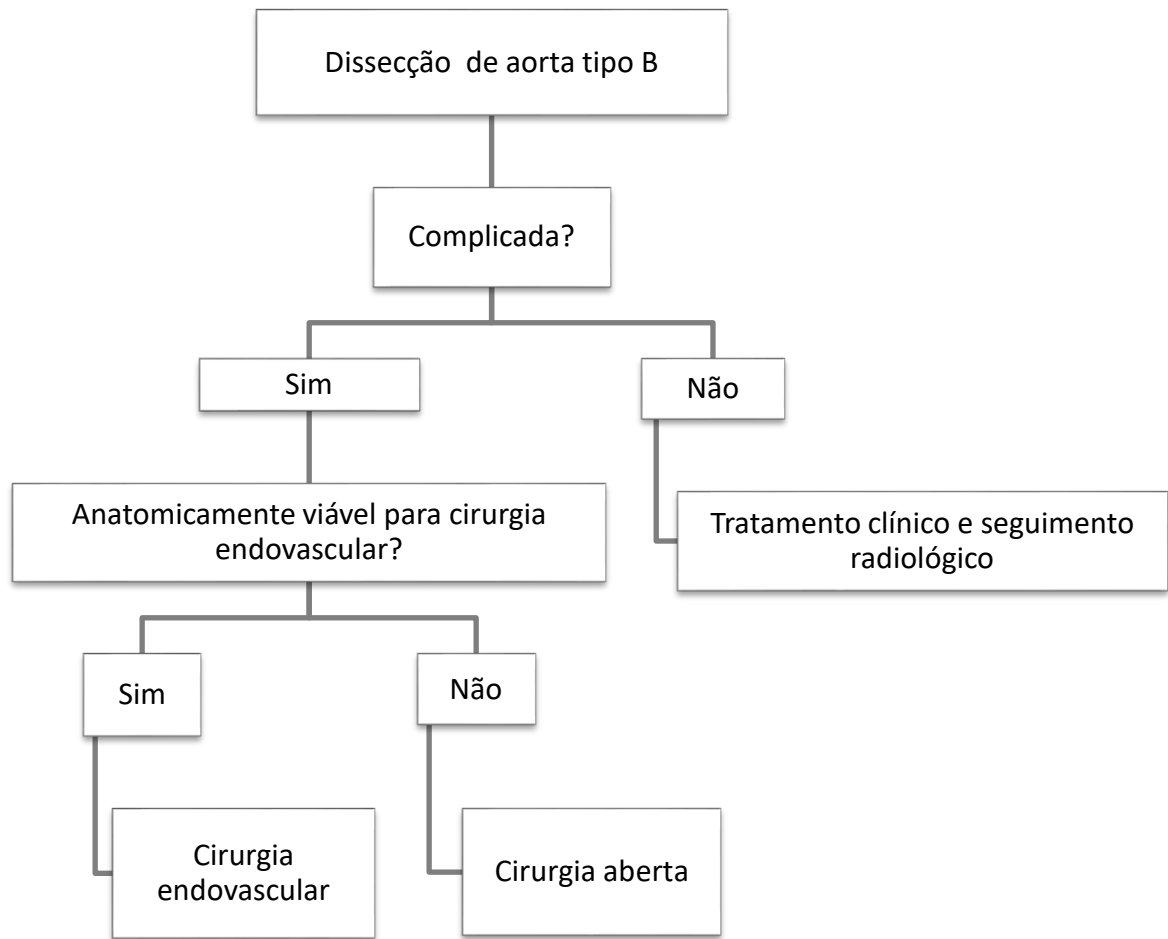 Dissecção de aorta tipo B
Complicada?
Sim
Não
Anatomicamente viável para cirurgia
endovascular?
Tratamento clínico e seguimento
radiológico
Sim
Não
Cirurgia
endovascular
Cirurgia aberta